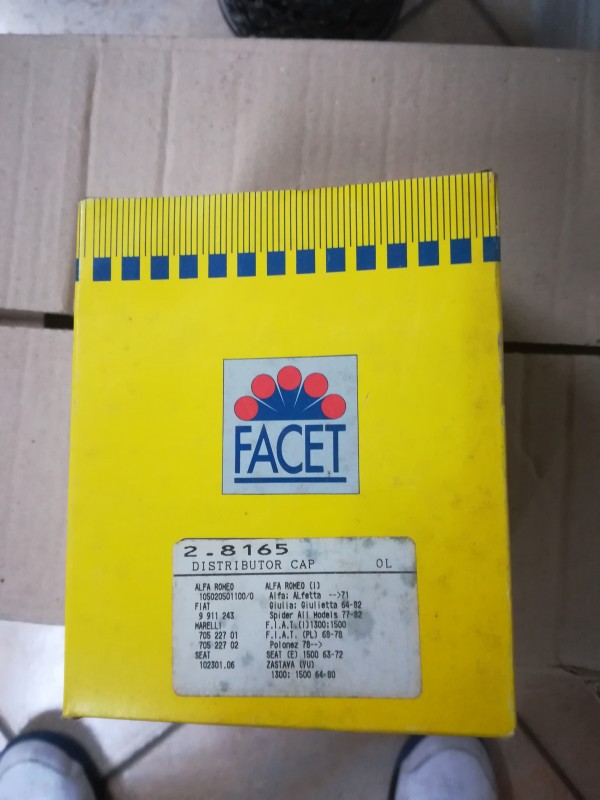 FACET
2.8165
DISTRIBUTOR CAP OL
ALFA ROMEO
105020501100/0
FIAT
9 911 243
MARELLI
705 227 01
705 227 02
SEAT
102301.06
ALFA ROMEO (I)
Alfa: ALfetta -->71
Giulia: Giulietta 64-82
Spider All Models 77-82
F.I.A.T.(I)1300:1500
F.I.A.T. (PL) 69-78
Polonez 78-->
SEAT (E) 1500 63-72
ZASTAVA (YU)
1300: 1500 64-80